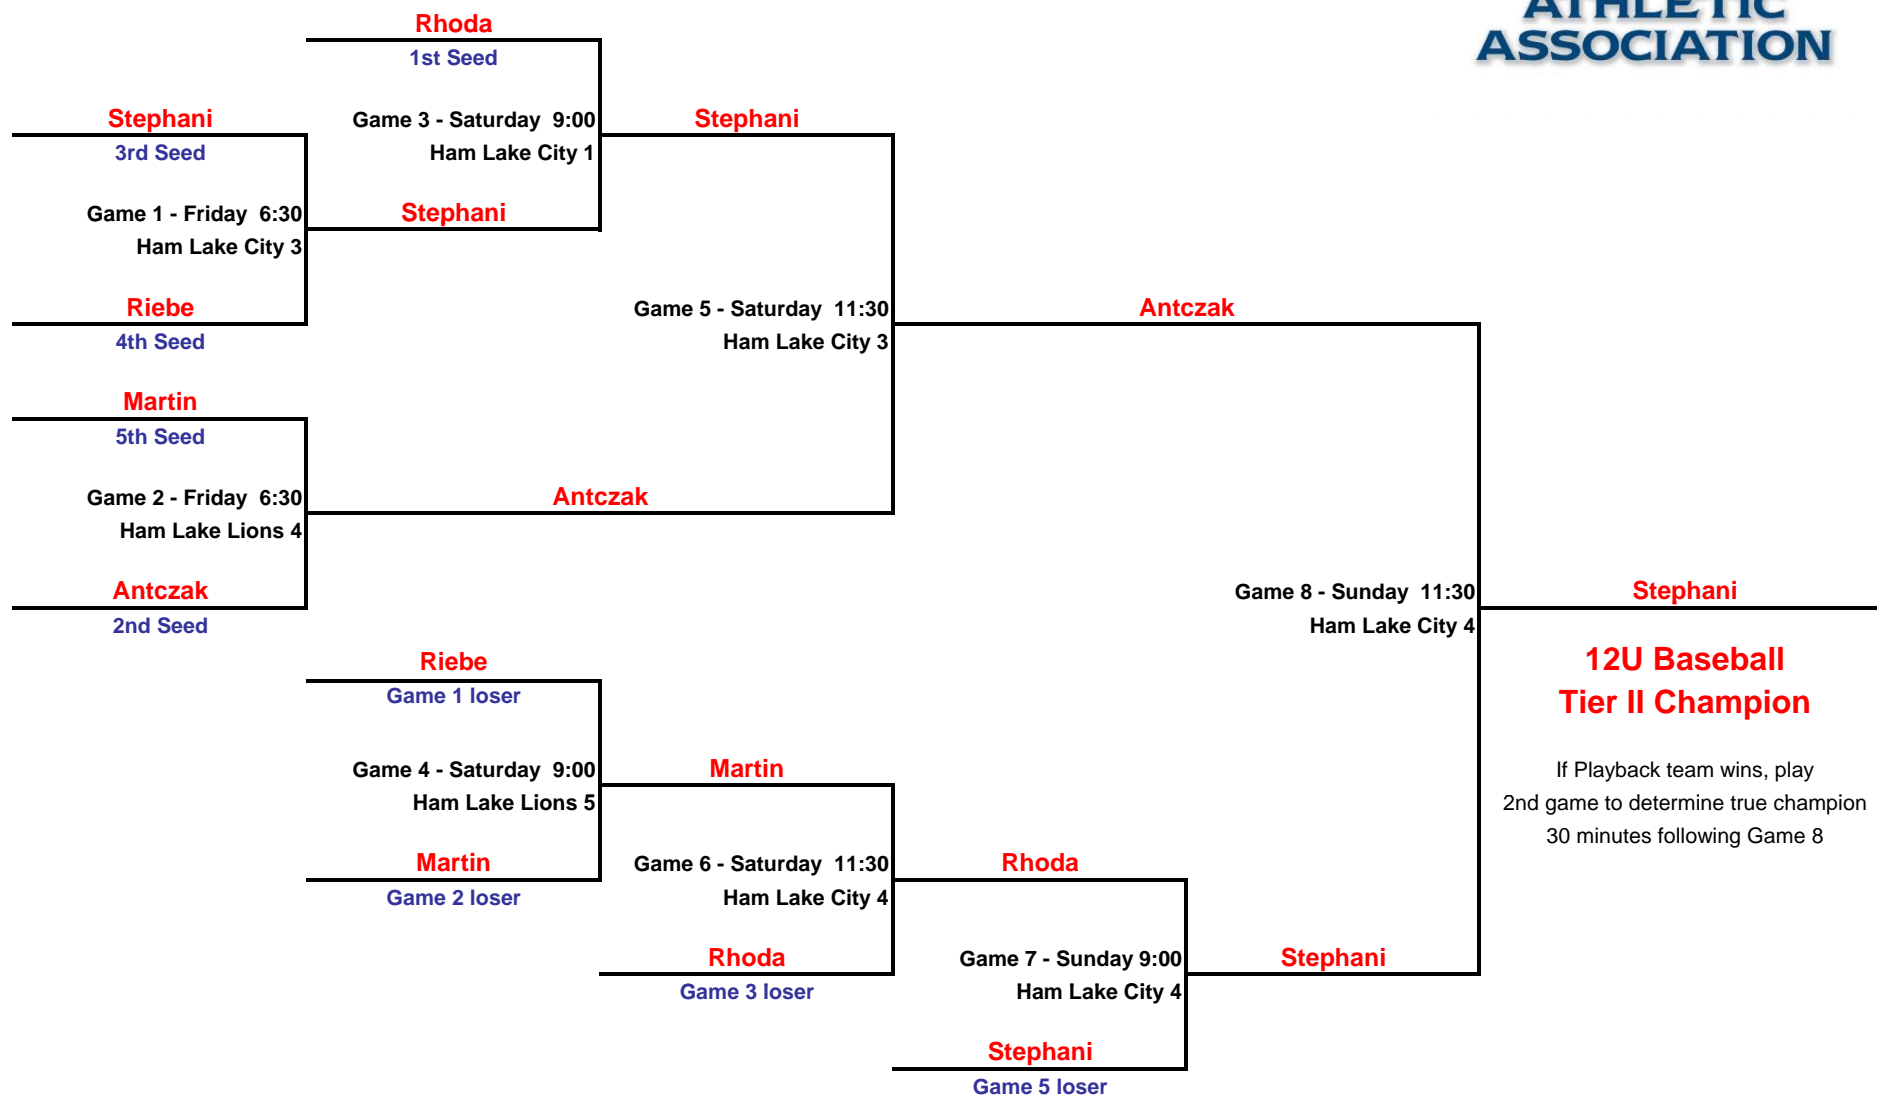 ATHLETIC
ASSOCIATION
Rhoda
1st Seed
Stephani
3rd Seed
Game 3 - Saturday 9:00
Ham Lake City 1
Stephani
Game 1 - Friday 6:30
Ham Lake City 3
Stephani
Riebe
4th Seed
Game 5 - Saturday 11:30
Ham Lake City 3
Antczak
Martin
5th Seed
Game 2 - Friday 6:30
Ham Lake Lions 4
Antczak
Antczak
2nd Seed
Game 8 - Sunday 11:30
Ham Lake City 4
Stephani
12U Baseball
Tier II Champion
If Playback team wins, play
2nd game to determine true champion
30 minutes following Game 8
Riebe
Game 1 loser
Game 4 - Saturday 9:00
Ham Lake Lions 5
Martin
Martin
Game 2 loser
Game 6 - Saturday 11:30
Ham Lake City 4
Rhoda
Rhoda
Game 3 loser
Game 7 - Sunday 9:00
Ham Lake City 4
Stephani
Stephani
Game 5 loser